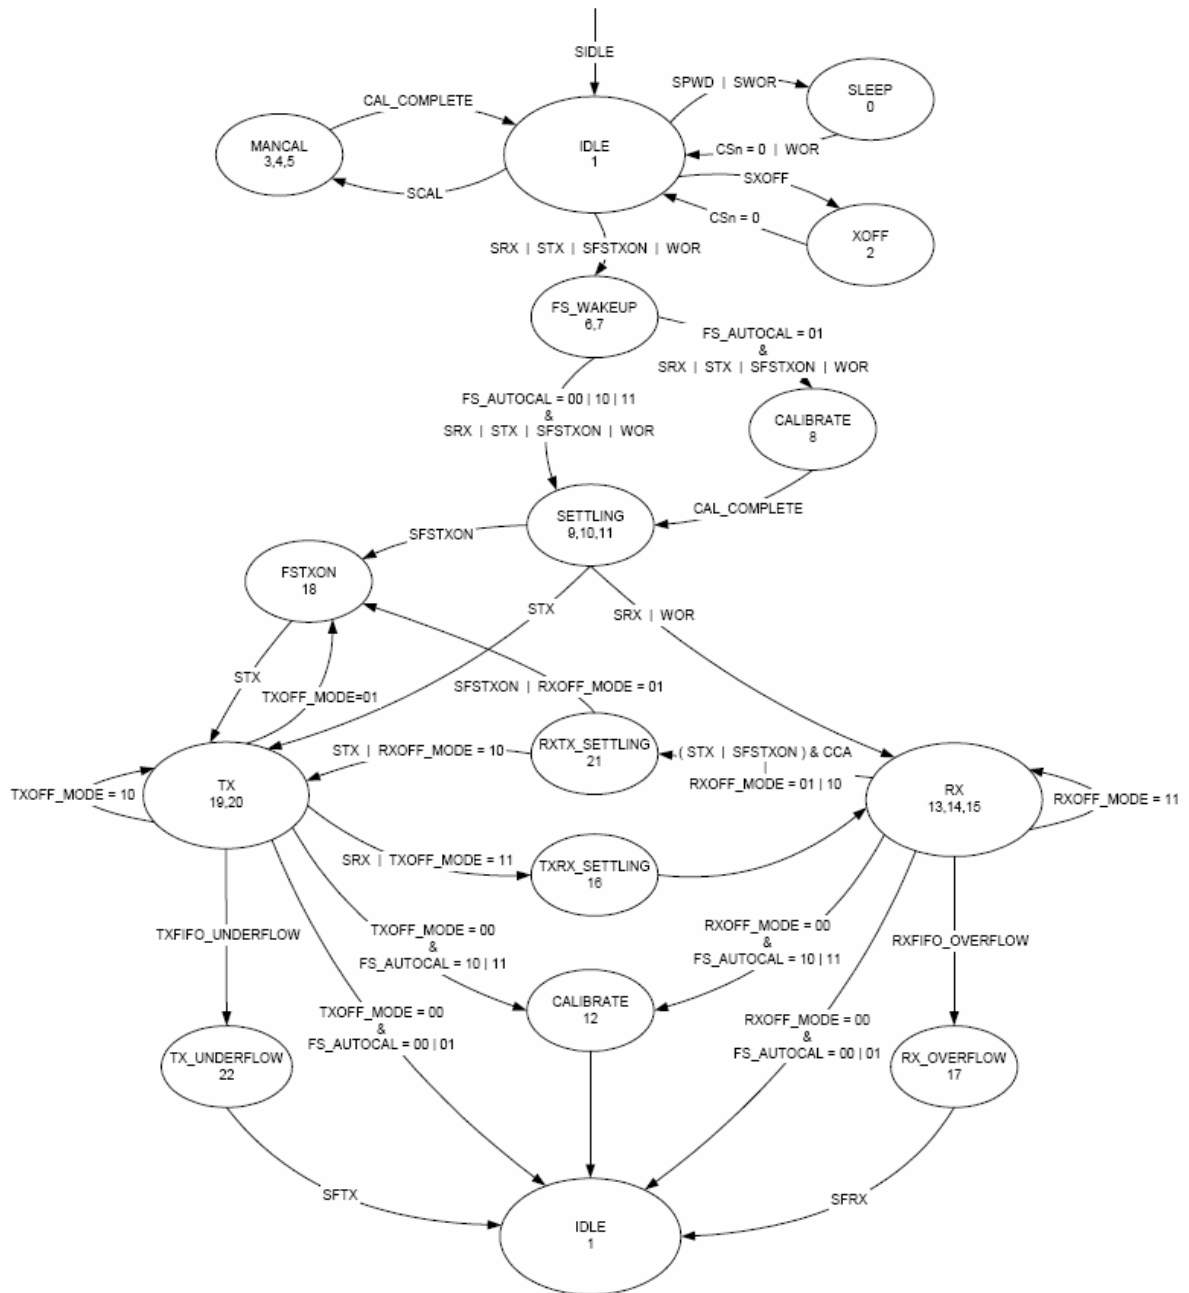 SIDLE
SPWD | SWOR
SLEEP
0
CAL_COMPLETE
MANCAL
3,4,5
IDLE
1
CSn = 0 | WOR
SCAL
SXOFF
CSn = 0
XOFF
2
SRX | STX | SFSTXON | WOR
FS_WAKEUP
6,7
FS_AUTOCAL = 01
&
SRX | STX | SFSTXON | WOR
FS_AUTOCAL = 00 | 10 | 11
&
SRX | STX | SFSTXON | WOR
CALIBRATE
8
CAL_COMPLETE
SETTLING
9,10,11
SFSTXON
FSTXON
18
STX
SRX | WOR
STX
TXOFF_MODE=01
SFSTXON | RXOFF_MODE = 01
STX | RXOFF_MODE = 10
RXTX_SETTLING
21
( STX | SFSTXON ) & CCA
|
RXOFF_MODE = 01 | 10
TXOFF_MODE = 10
TX
19,20
RX
13,14,15
RXOFF_MODE = 11
SRX | TXOFF_MODE = 11
TXRX_SETTLING
16
TXFIFO_UNDERFLOW
TXOFF_MODE = 00
&
FS_AUTOCAL = 10 | 11
RXOFF_MODE = 00
&
FS_AUTOCAL = 10 | 11
RXFIFO_OVERFLOW
CALIBRATE
12
TXOFF_MODE = 00
&
FS_AUTOCAL = 00 | 01
RXOFF_MODE = 00
&
FS_AUTOCAL = 00 | 01
TX_UNDERFLOW
22
RX_OVERFLOW
17
SFTX
SFRX
IDLE
1